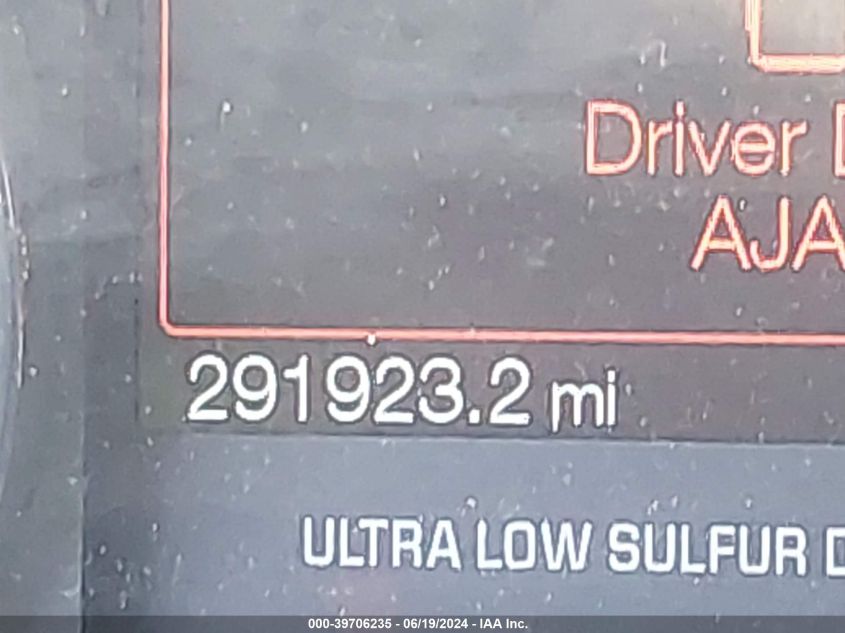 Driver
AJA
291923.2 mi
ULTRA LOW SULFUR D
000-39706235 - 06/19/2024 - IAA Inc.